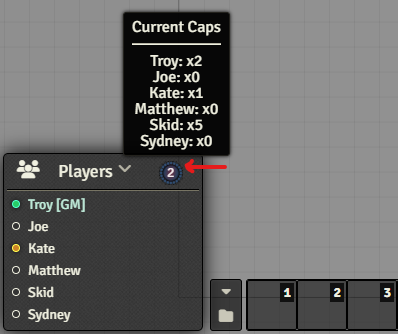 Current Caps
Troy: x2
Joe: x0
Kate: x1
Matthew: x0
Skid: x5
Sydney: x0
Players 2
Troy [GM]
Joe
Kate
Matthew
Skid
Sydney
1 2 3